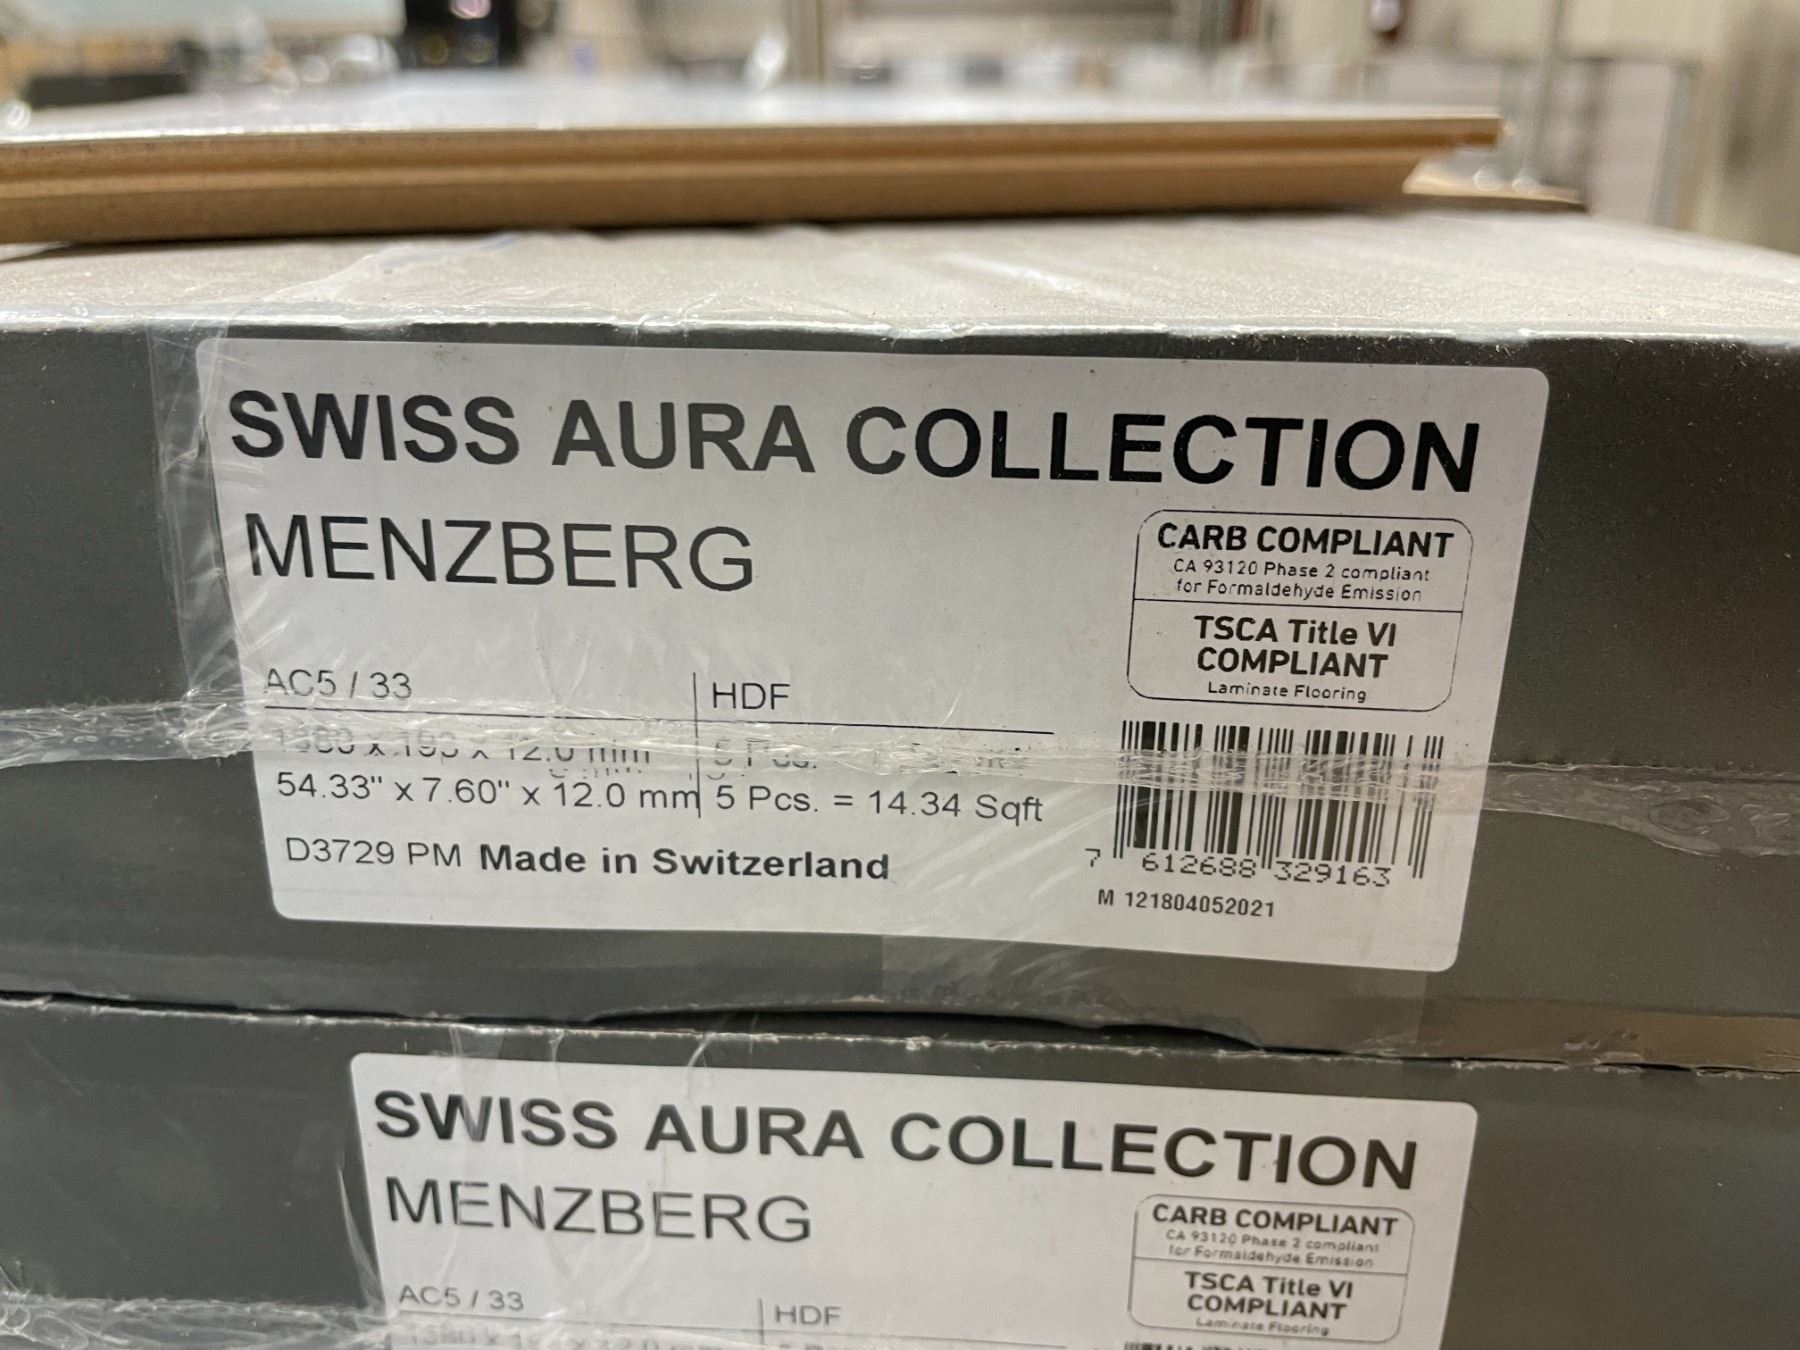 SWISS AURA COLLECTION
MENZBERG
CARB COMPLIANT
CA 93120 Phase 2 compliant
for Formaldehyde Emission
TSCA Title VI
COMPLIANT
Laminate Flooring
AC5 / 33
HDF
x 12.0 mm
54.33" x 7.60" x 12.0 mm
5 Pcs. = 14.34 Sqft
D3729 PM Made in Switzerland
7 612688 329163
M 121804052021
SWISS AURA COLLECTION
MENZBERG
CARB COMPLIANT
CA 93120 Phase 2 compliant
for Formaldehyde Emission
TSCA Title VI
COMPLIANT
Laminate Flooring
AC5 / 33
HDF